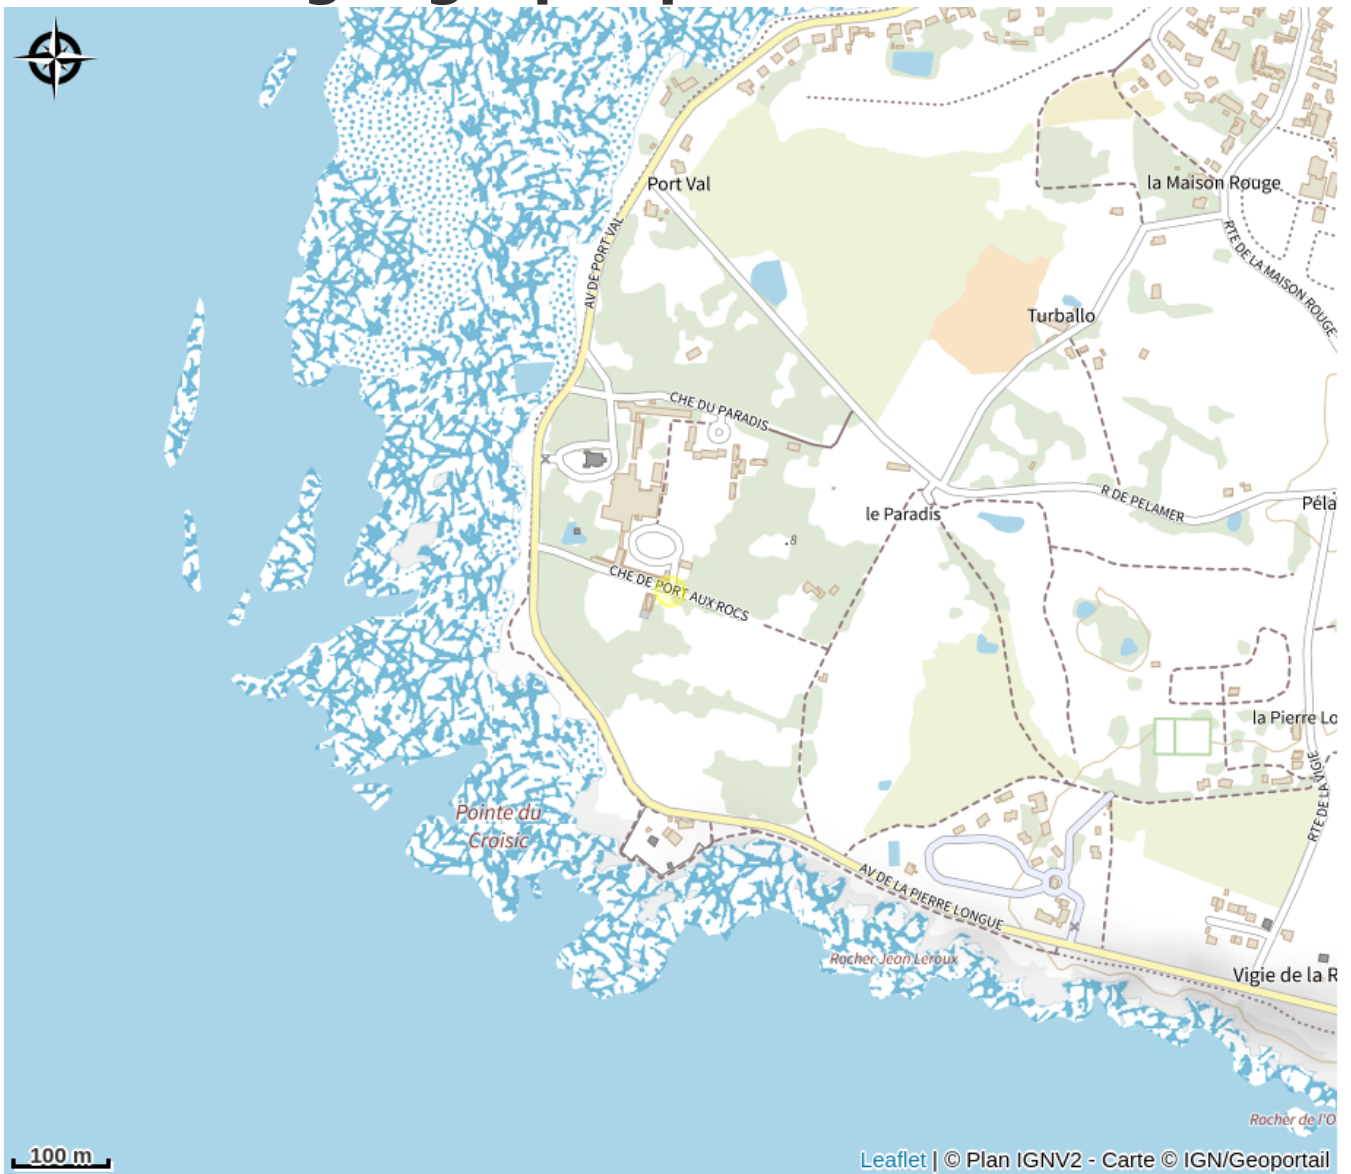 Port Val
la Maison Rouge
AV DE PORT VAL
RTE DE LA MAISON ROUGE
Turballo
CHE DU PARADIS
R DE PELAMER
Péla
le Paradis
.8
CHE DE PORT AUX ROCS
la Pierre Lo
RTE DE LA VIGIE
Pointe du
Croisic
AV DE LA PIERRE LONGUE
Rocher Jean Leroux
Vigie de la R
Rocher de l'O
100 m
Leaflet | © Plan IGNV2 - Carte © IGN/Geoportail